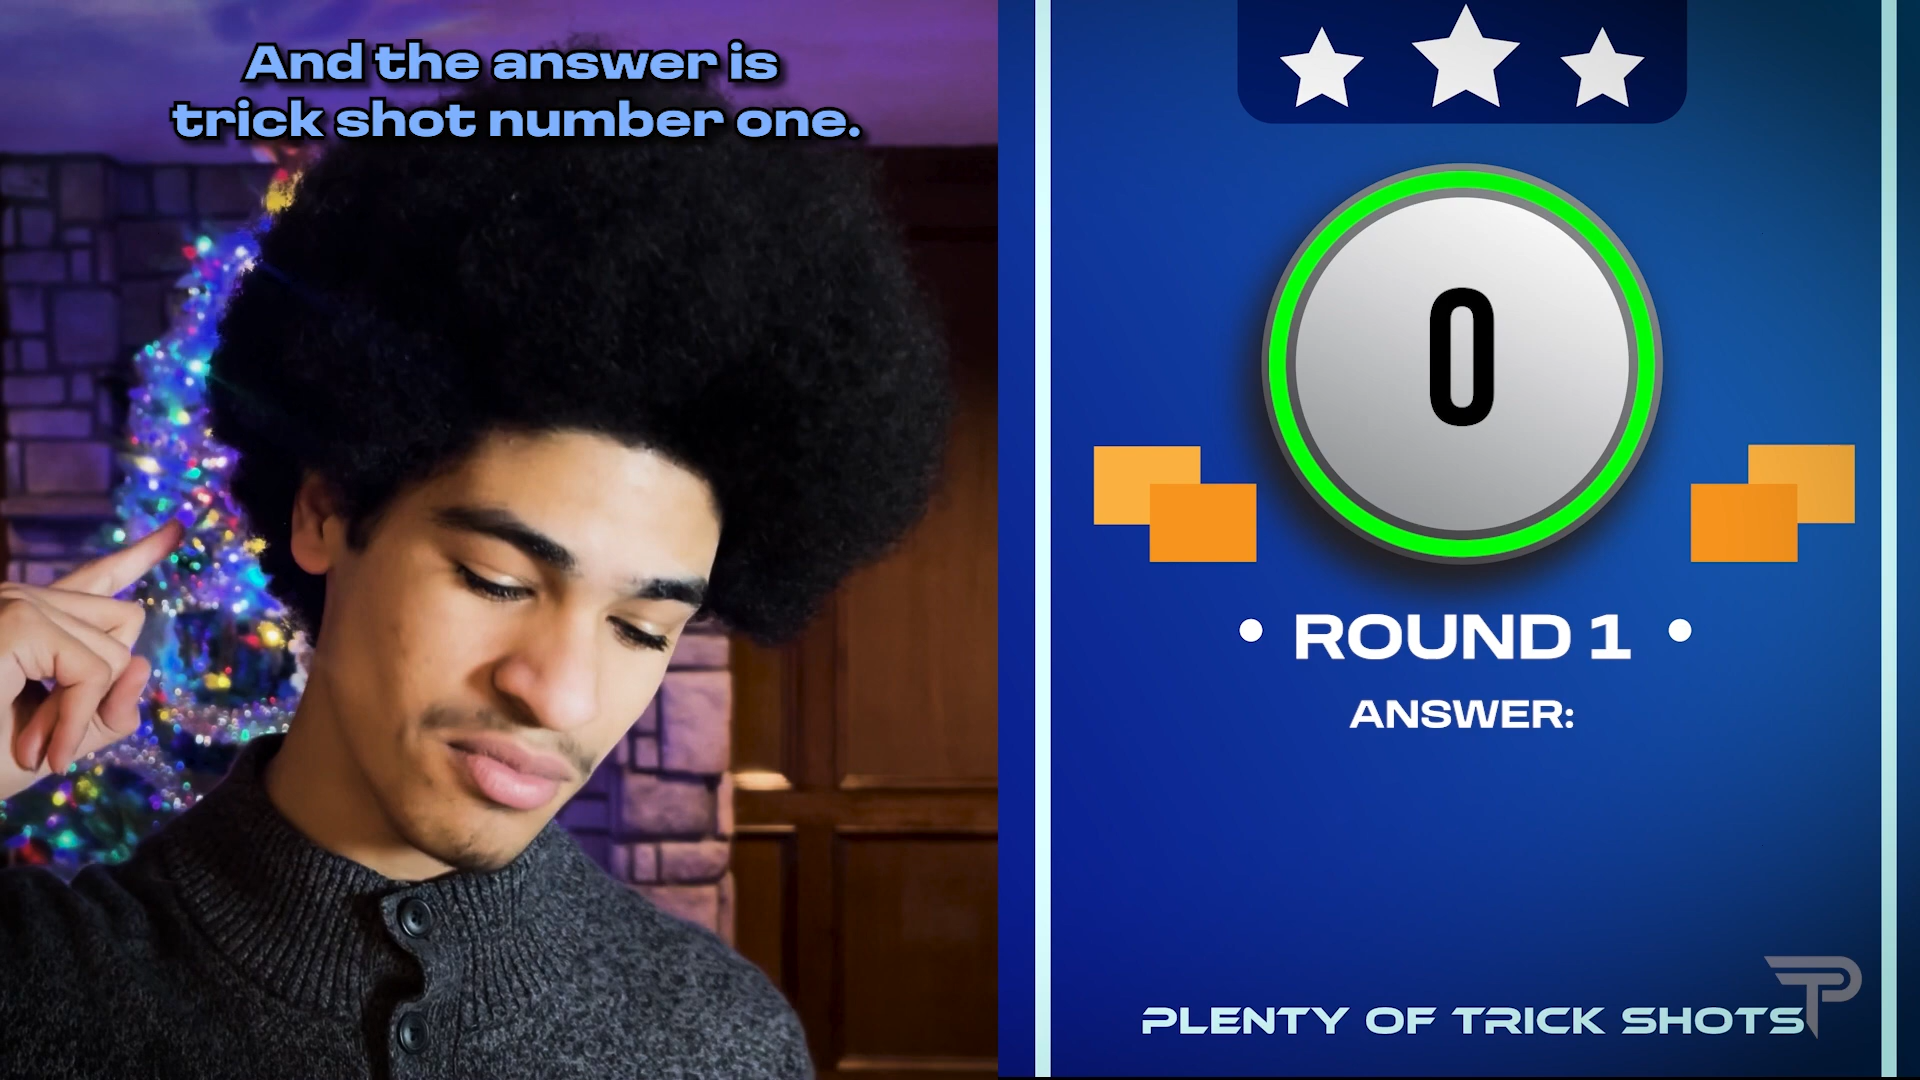 And the answer is
trick shot number one.
0
ROUND 1
ANSWER:
PLENTY OF TRICK SHOTS